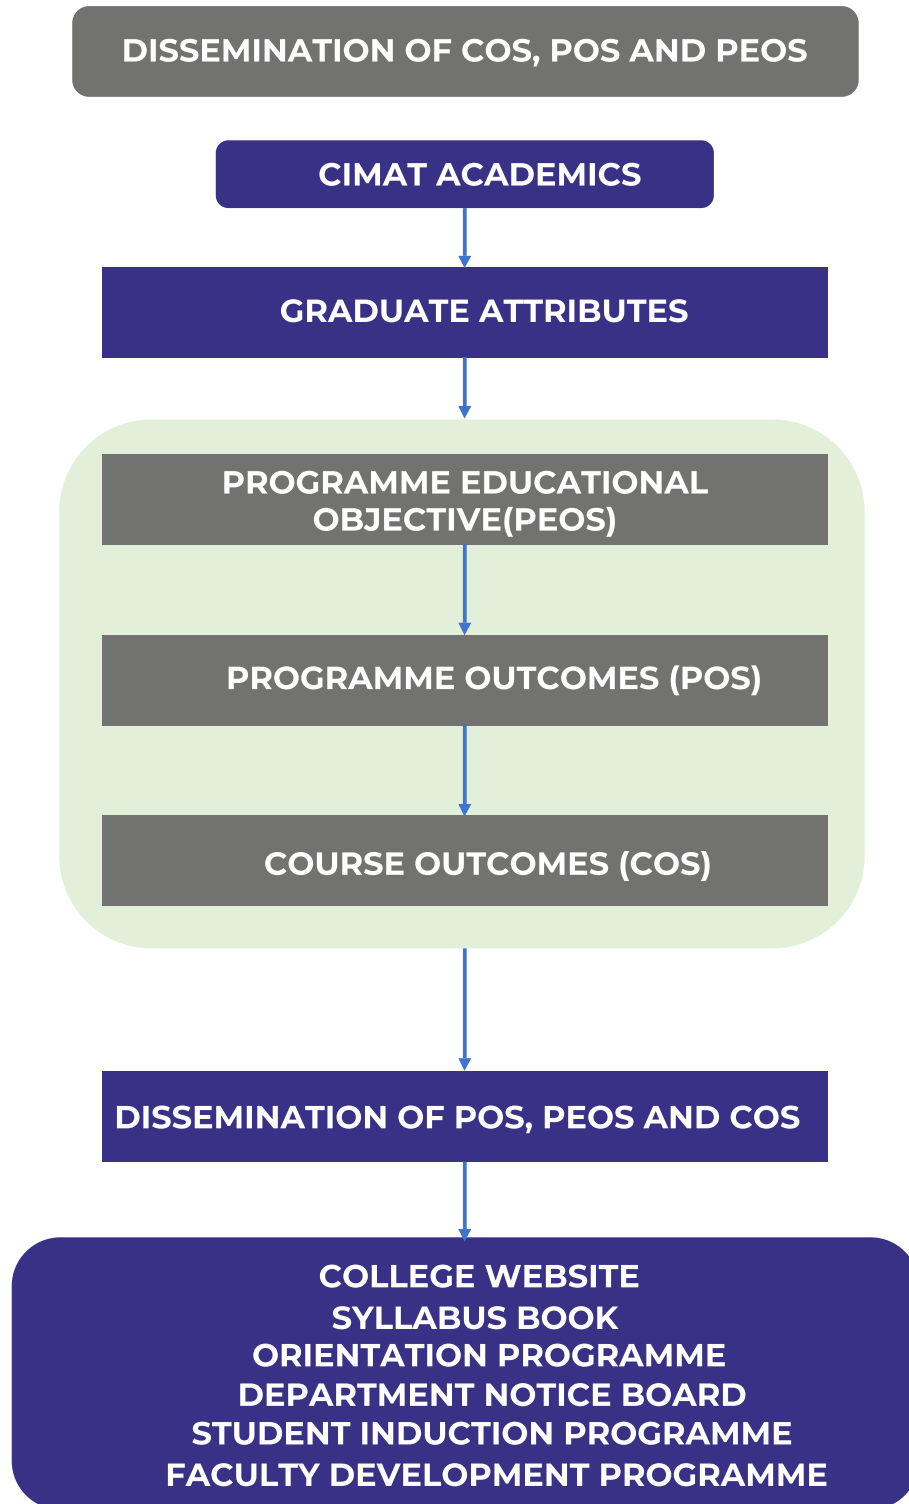 DISSEMINATION OF COS, POS AND PEOS
CIMAT ACADEMICS
GRADUATE ATTRIBUTES
PROGRAMME EDUCATIONAL
OBJECTIVE(PEOS)
PROGRAMME OUTCOMES (POS)
COURSE OUTCOMES (COS)
DISSEMINATION OF POS, PEOS AND COS
COLLEGE WEBSITE
SYLLABUS BOOK
ORIENTATION PROGRAMME
DEPARTMENT NOTICE BOARD
STUDENT INDUCTION PROGRAMME
FACULTY DEVELOPMENT PROGRAMME